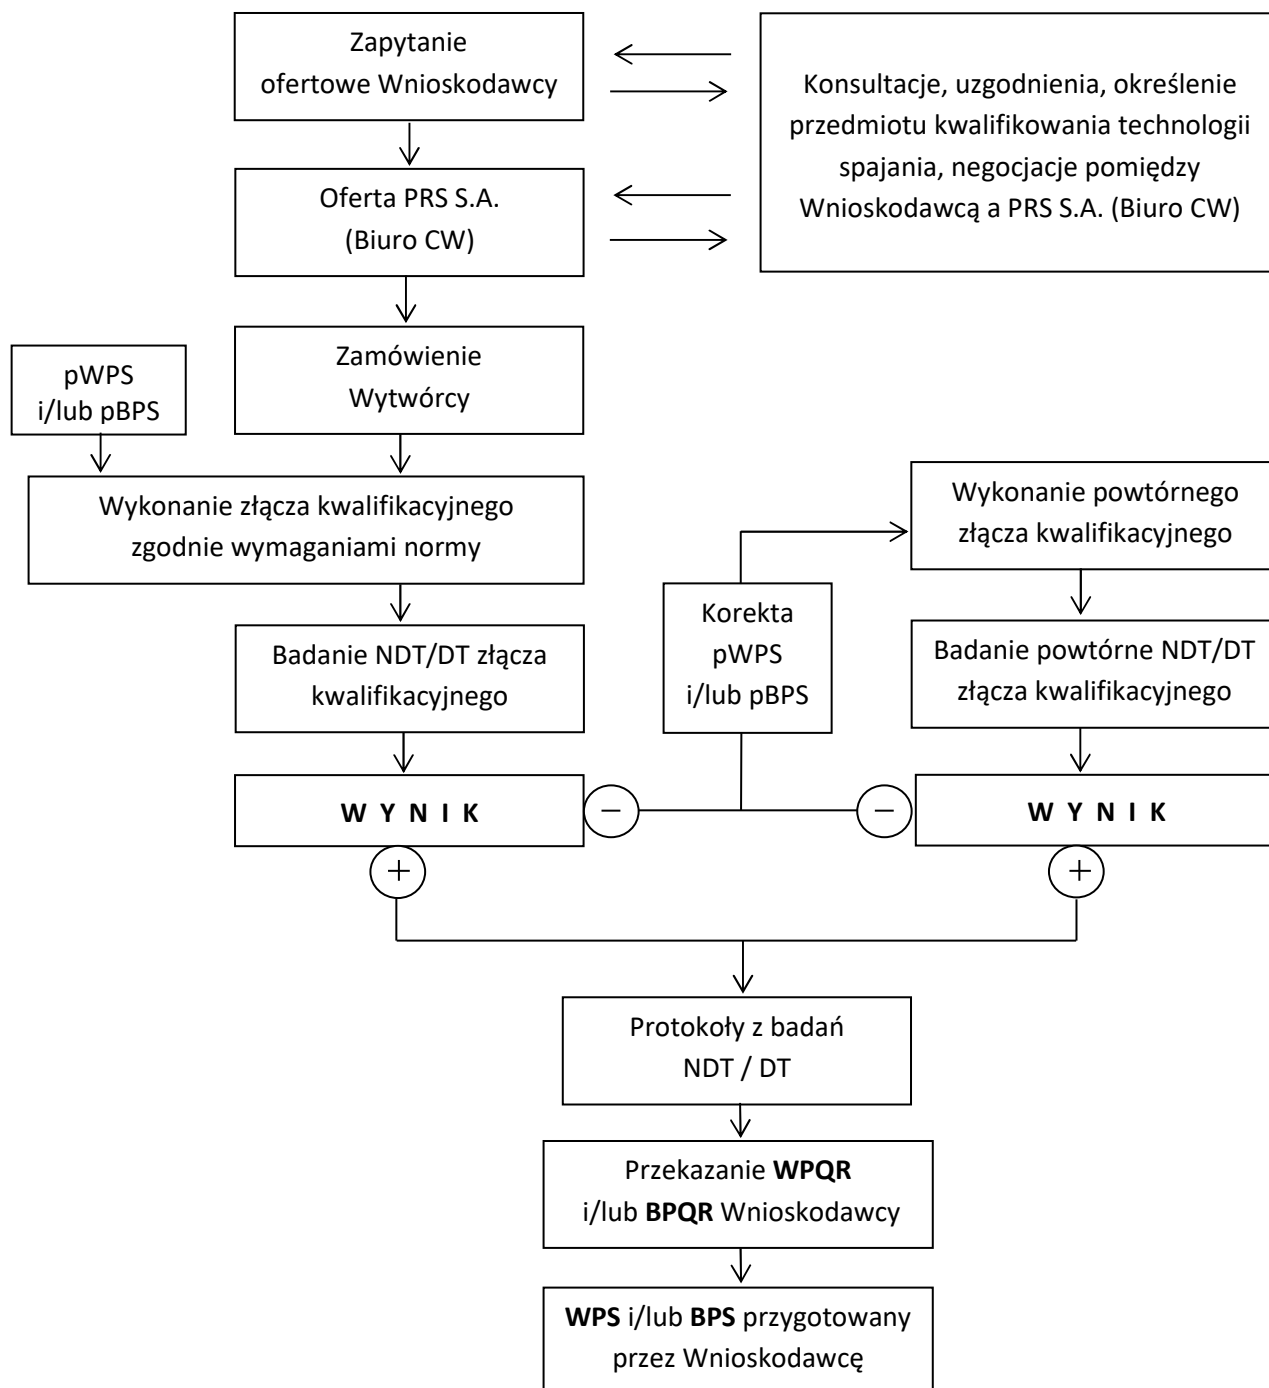 Zapytanie
ofertowe Wnioskodawcy
Konsultacje, uzgodnienia, określenie
przedmiotu kwalifikowania technologii
spajania, negocjacje pomiędzy
Wnioskodawcą a PRS S.A. (Biuro CW)
Oferta PRS S.A.
(Biuro CW)
Zamówienie
Wytwórcy
pWPS
i/lub pBPS
Wykonanie złącza kwalifikacyjnego
zgodnie wymaganiami normy
Wykonanie powtórnego
złącza kwalifikacyjnego
Korekta
pWPS
i/lub pBPS
Badanie NDT/DT złącza
kwalifikacyjnego
Badanie powtórne NDT/DT
złącza kwalifikacyjnego
W Y N I K
−
−
W Y N I K
+
+
Protokoły z badań
NDT / DT
Przekazanie WPQR
i/lub BPQR Wnioskodawcy
WPS i/lub BPS przygotowany
przez Wnioskodawcę